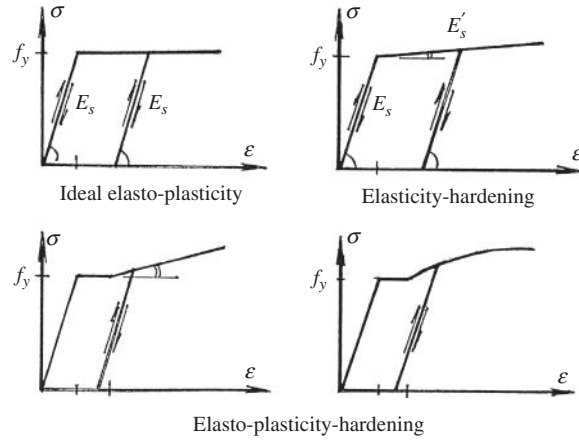 σ
f_y
E_s
E_s
ε
Ideal elasto-plasticity
σ
f_y
E_s
E_s′
ε
Elasticity-hardening
σ
f_y
ε
σ
f_y
ε
Elasto-plasticity-hardening